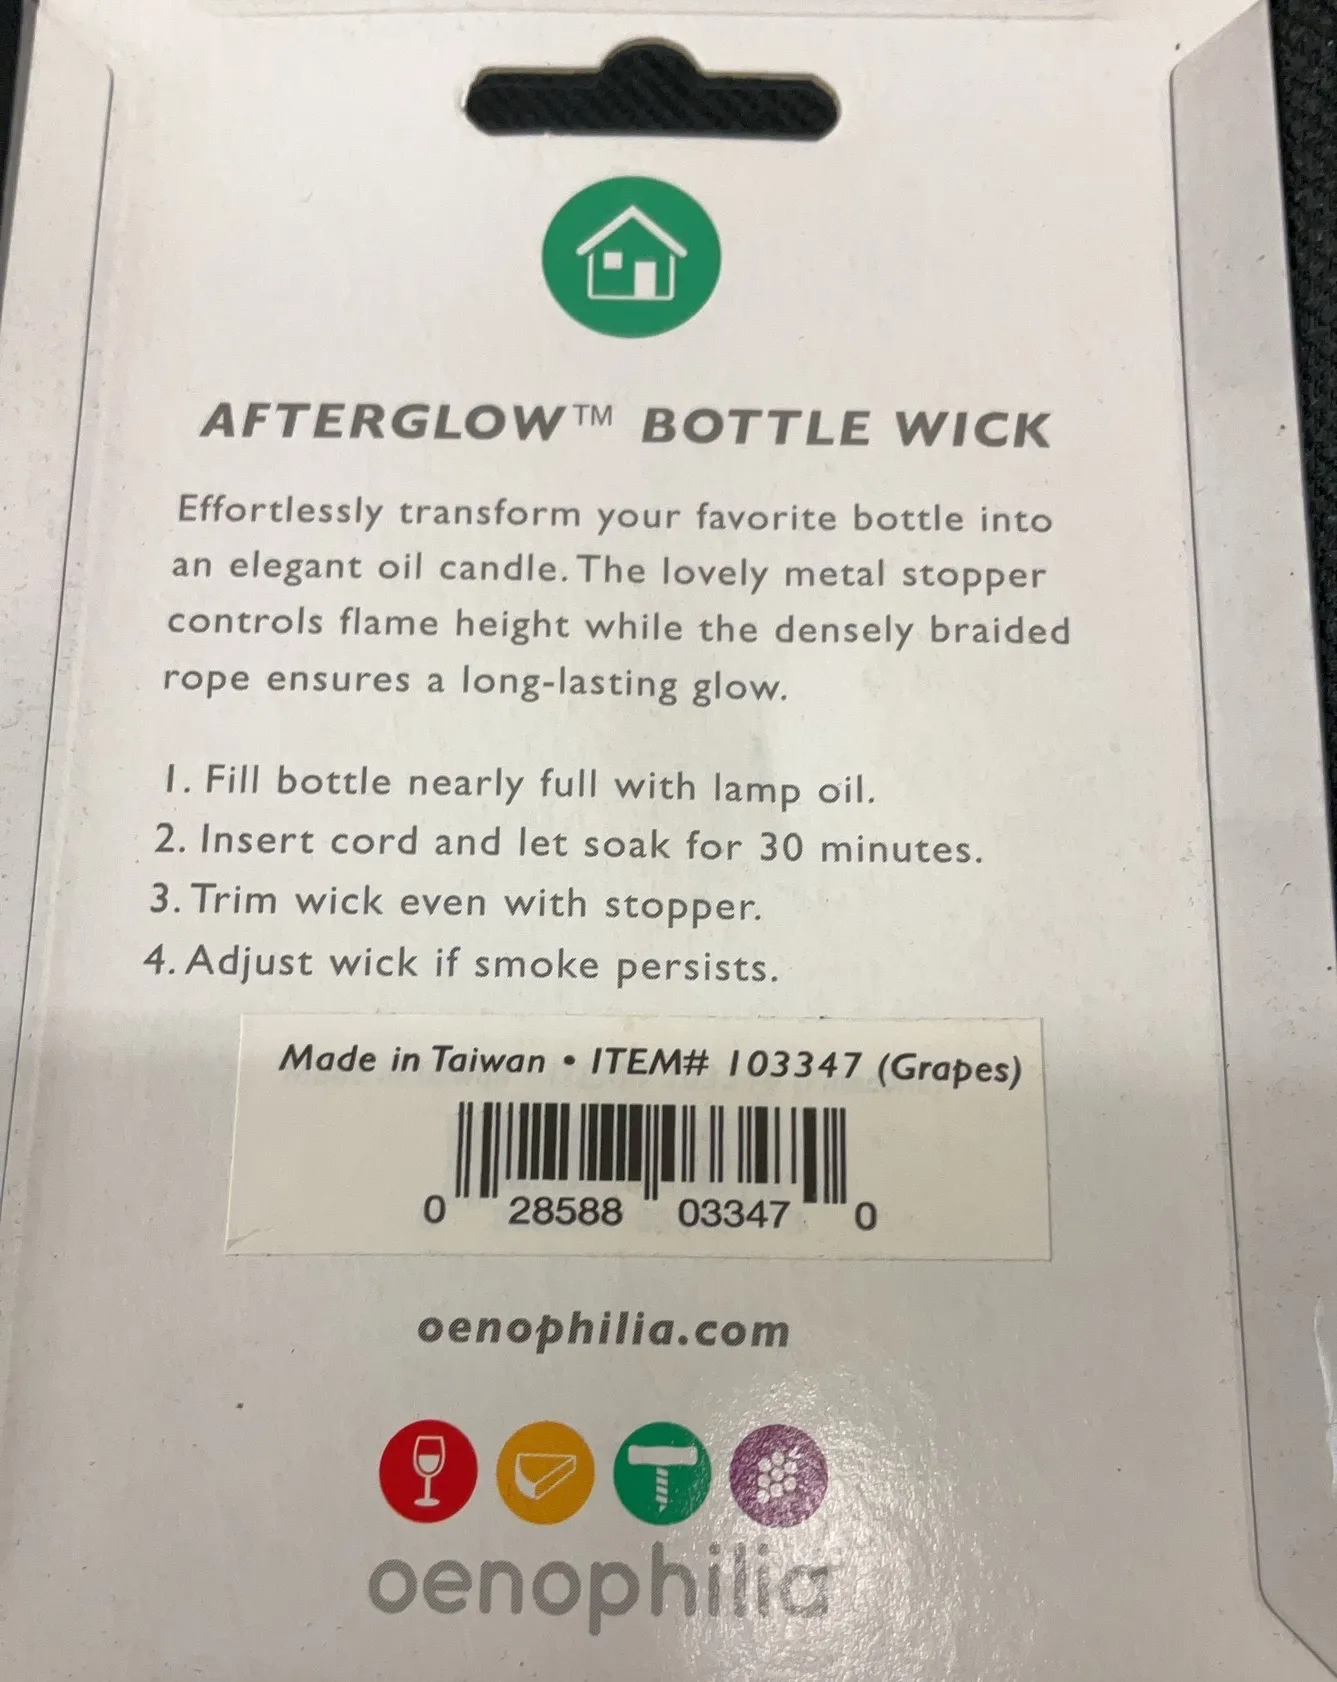 AFTERGLOW™ BOTTLE WICK
Effortlessly transform your favorite bottle into
an elegant oil candle. The lovely metal stopper
controls flame height while the densely braided
rope ensures a long-lasting glow.
1. Fill bottle nearly full with lamp oil.
2. Insert cord and let soak for 30 minutes.
3. Trim wick even with stopper.
4. Adjust wick if smoke persists.
Made in Taiwan • ITEM# 103347 (Grapes)
0 28588 03347 0
oenophilia.com
oenophilia